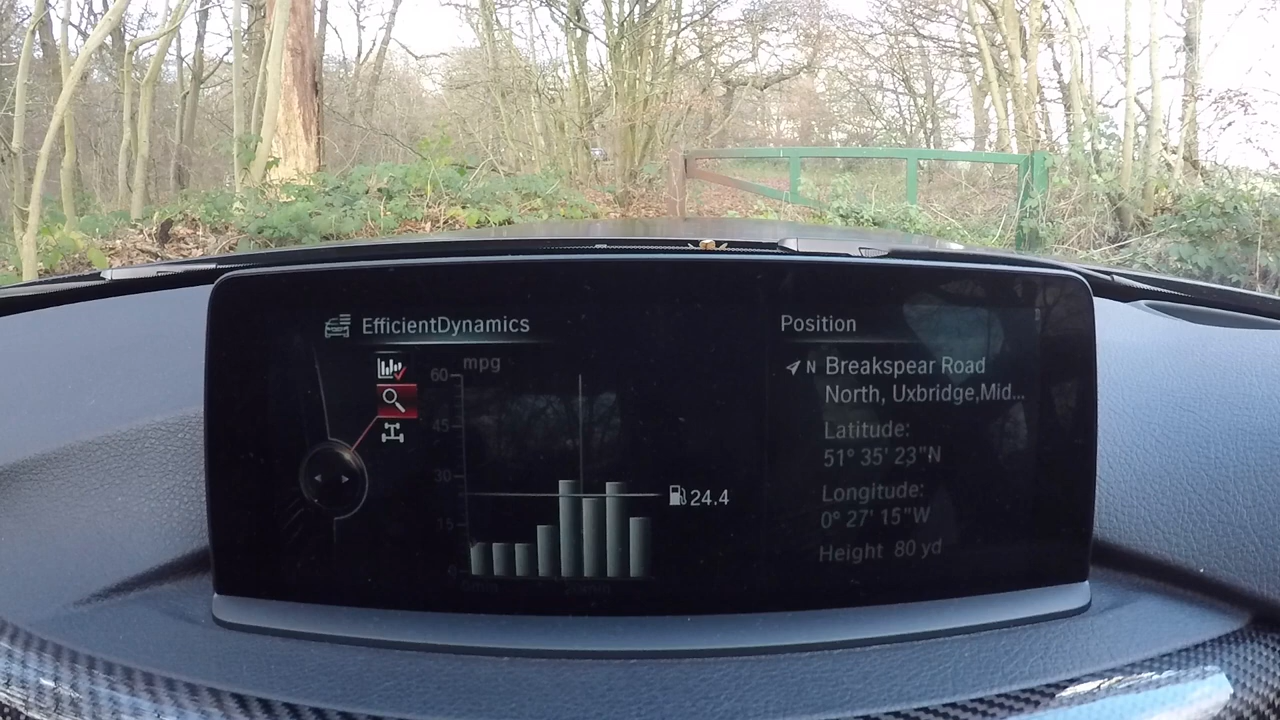 EfficientDynamics
mpg
60
45
30
15
24.4
Position
N Breakspear Road
North, Uxbridge,Mid...
Latitude:
51° 35' 23"N
Longitude:
0° 27' 15"W
Height 80 yd